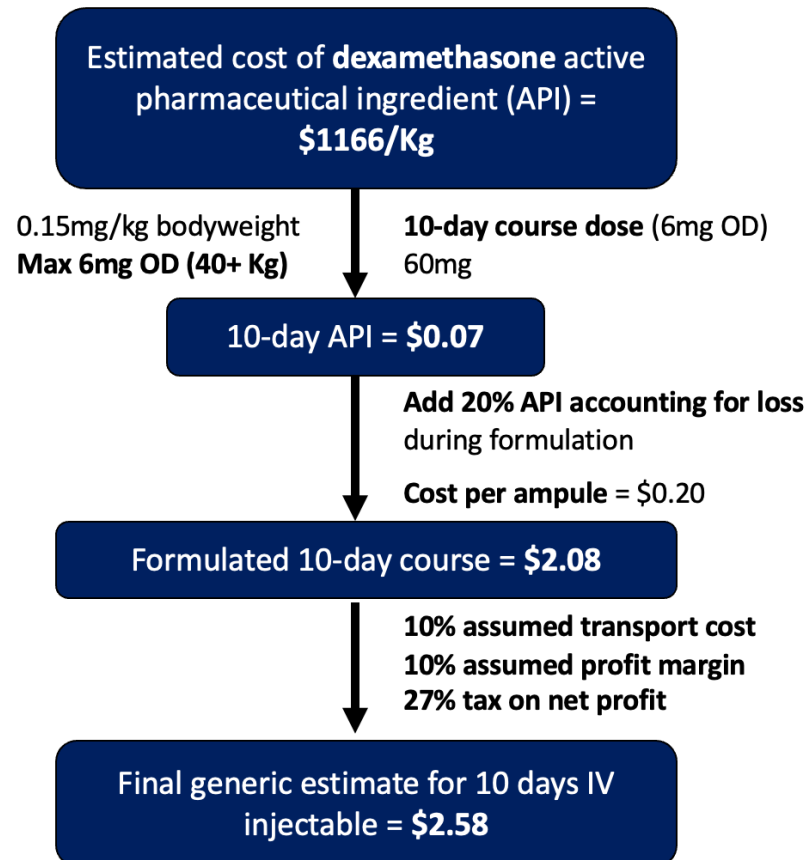 Estimated cost of dexamethasone active
pharmaceutical ingredient (API) =
$1166/Kg
0.15mg/kg bodyweight
Max 6mg OD (40+ Kg)
10-day course dose (6mg OD)
60mg
10-day API = $0.07
Add 20% API accounting for loss
during formulation
Cost per ampule = $0.20
Formulated 10-day course = $2.08
10% assumed transport cost
10% assumed profit margin
27% tax on net profit
Final generic estimate for 10 days IV
injectable = $2.58